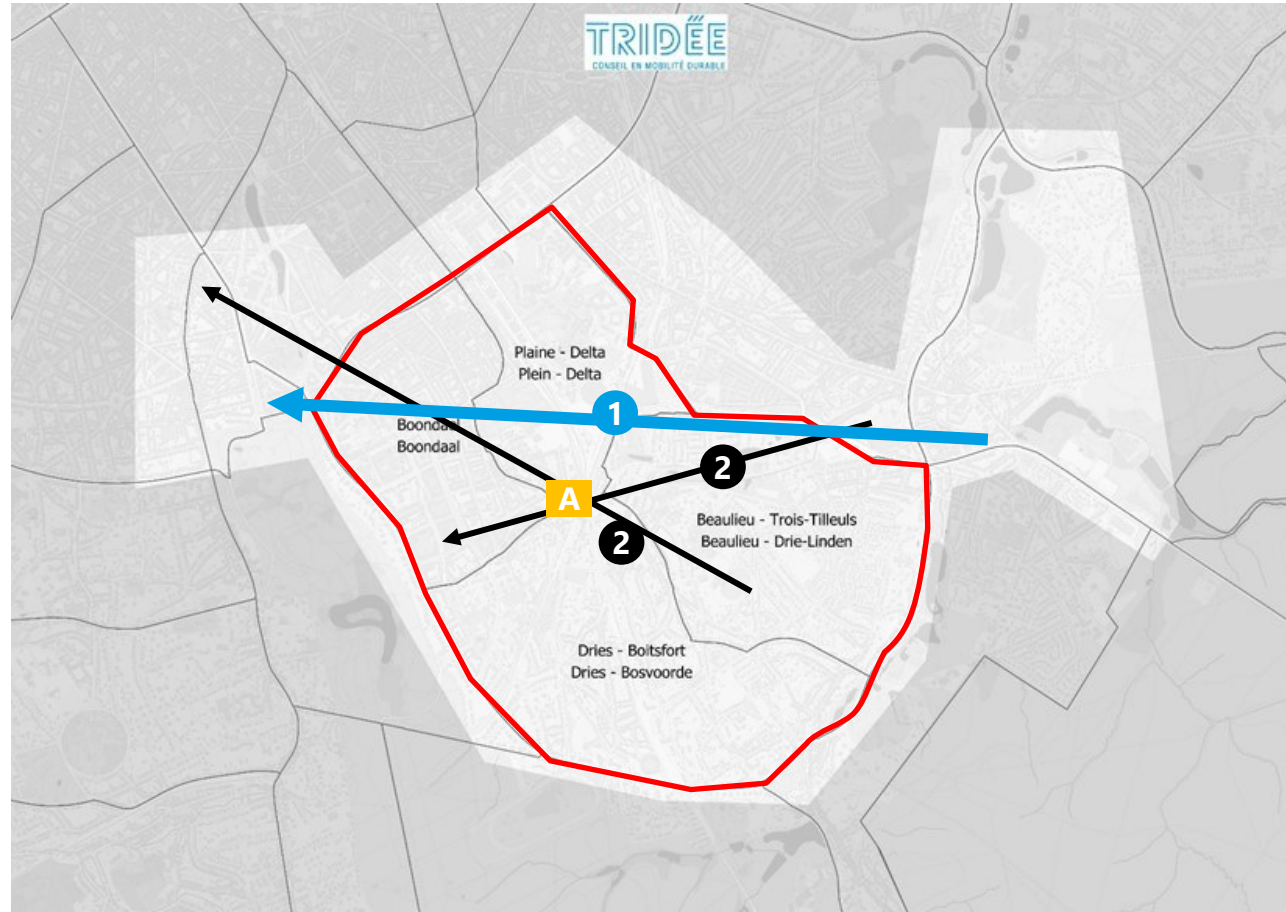 TRIDÉE
CONSEIL EN MOBILITÉ DURABLE
Plaine - Delta
Plein - Delta
1
Boondaal
Boondaal
2
A
Beaulieu - Trois-Tilleuls
Beaulieu - Drie-Linden
2
Dries - Boitsfort
Dries - Bosvoorde